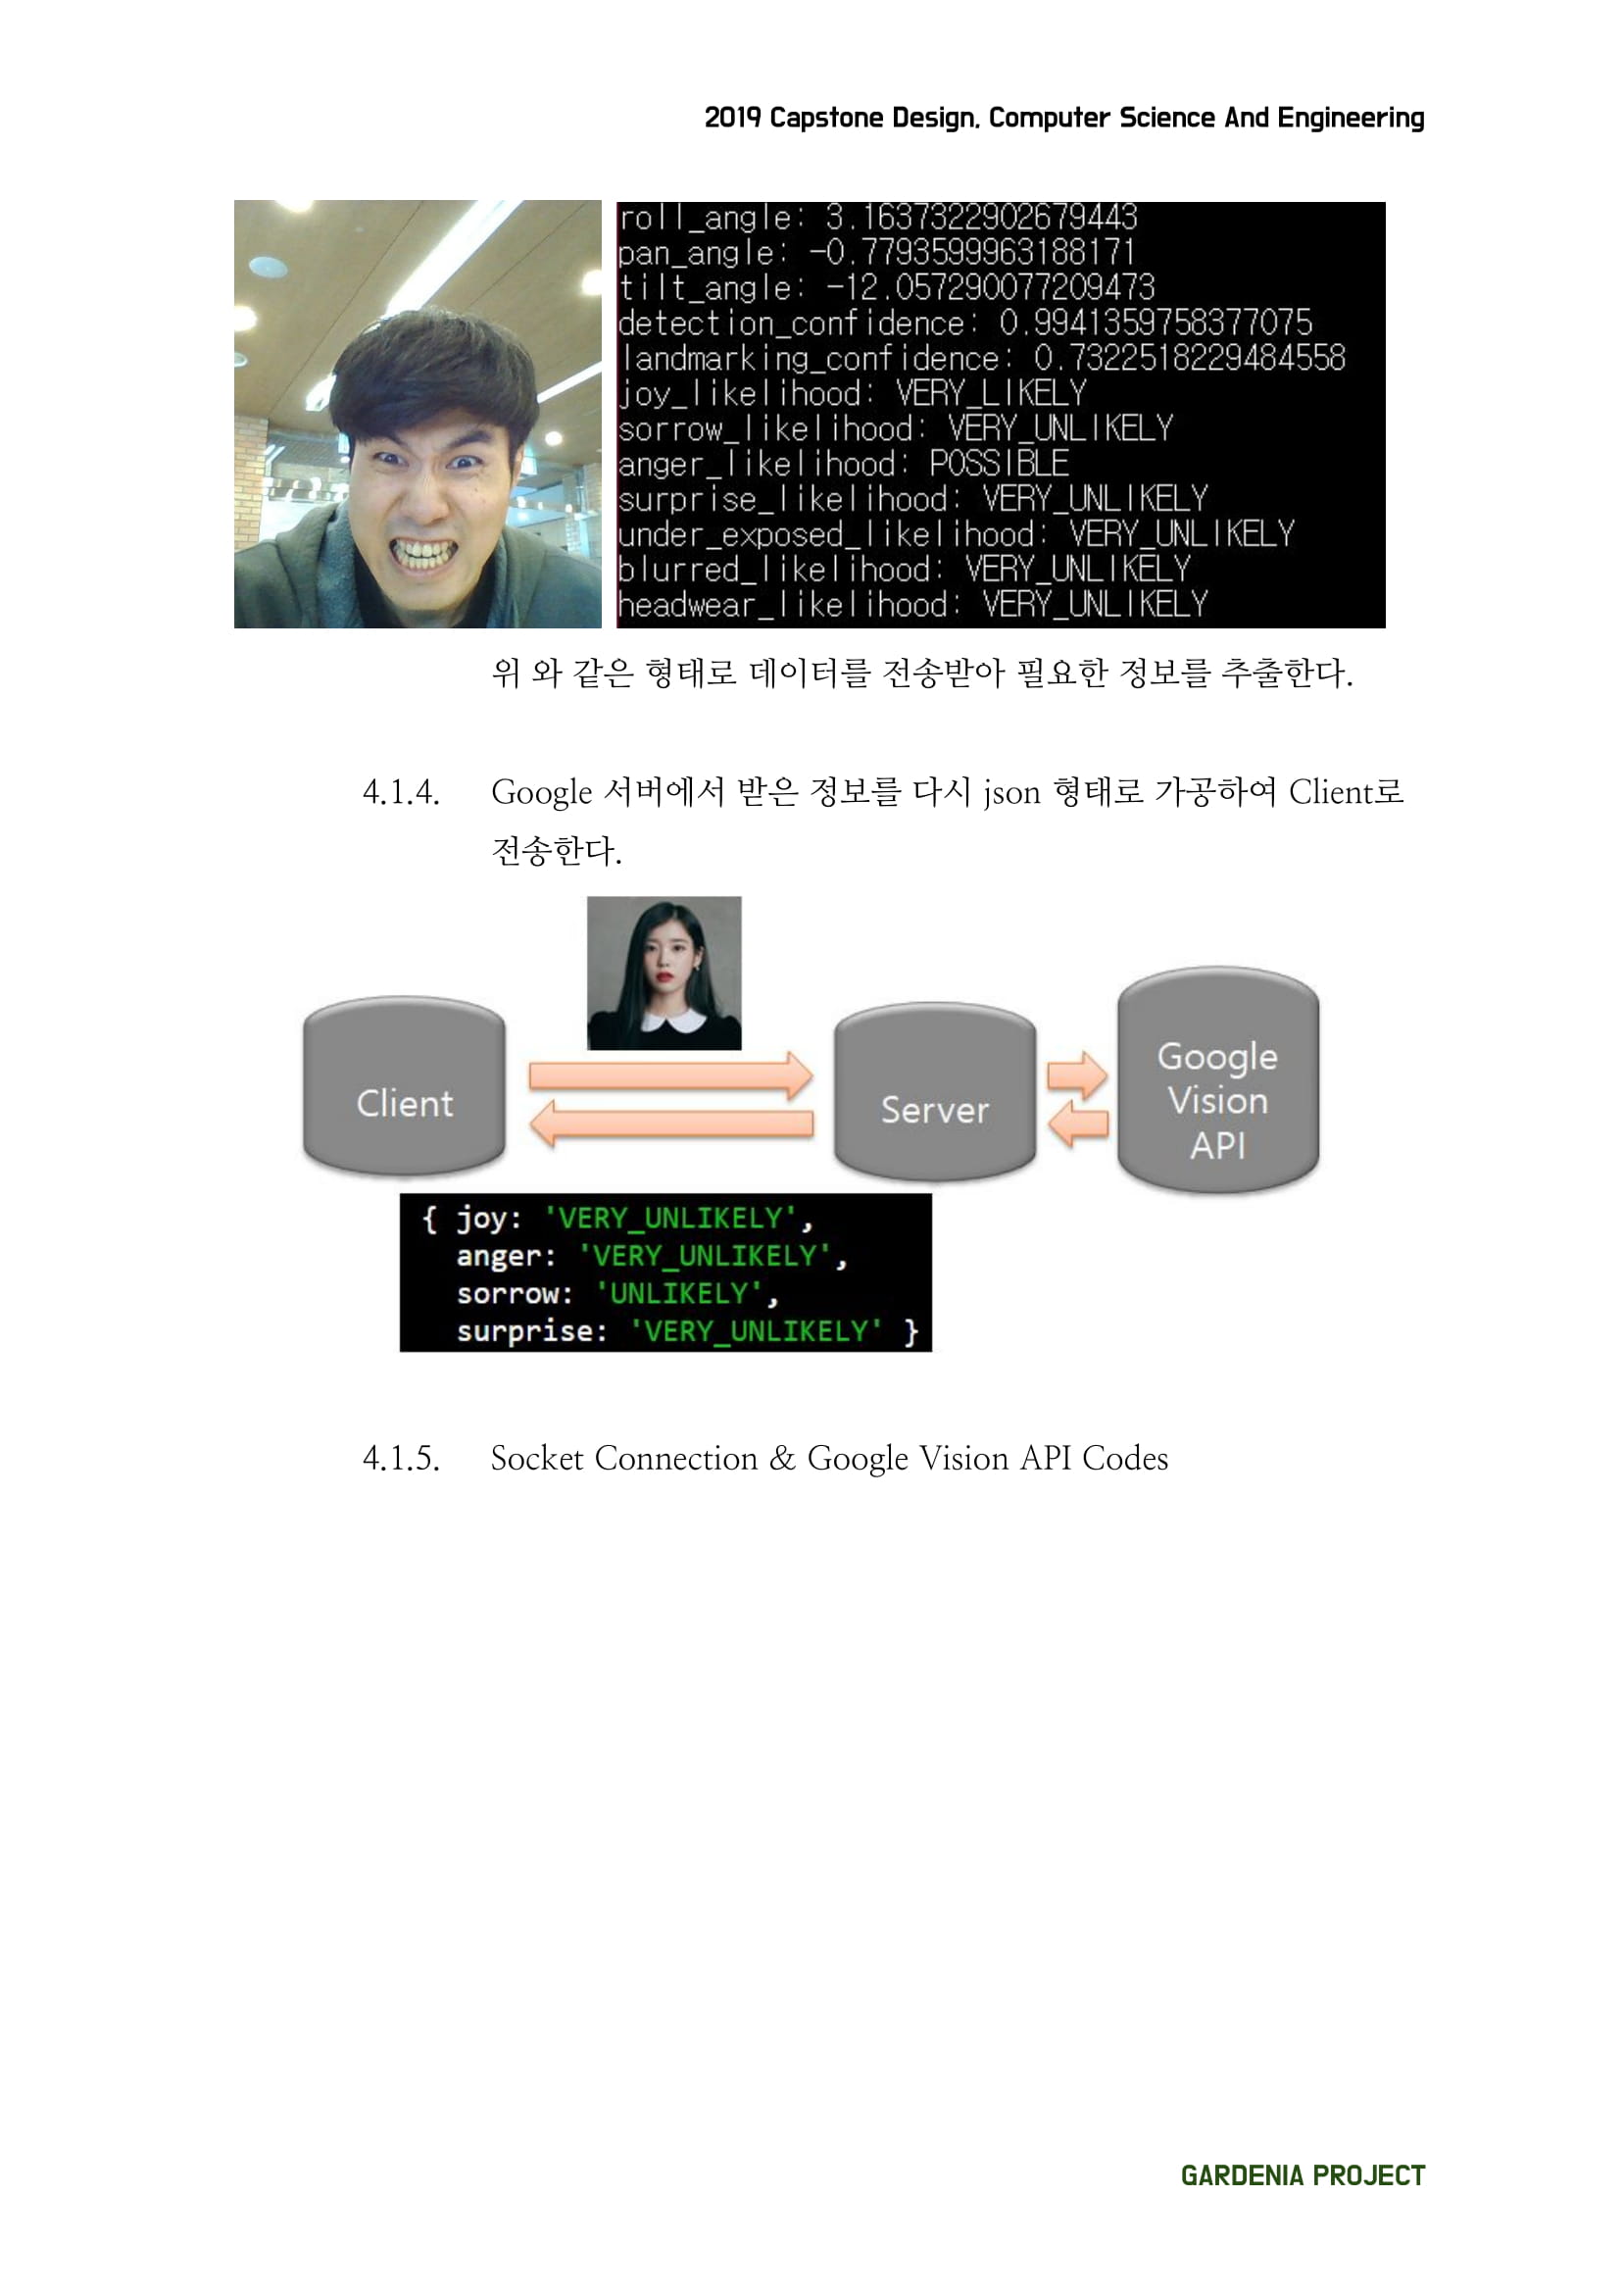 2019 Capstone Design, Computer Science And Engineering
roll_angle: 3.1637322902679443
pan_angle: -0.7793599963188171
tilt_angle: -12.057290077209473
detection_confidence: 0.9941359758377075
landmarking_confidence: 0.7322518229484558
joy_likelihood: VERY_LIKELY
sorrow_likelihood: VERY_UNLIKELY
anger_likelihood: POSSIBLE
surprise_likelihood: VERY_UNLIKELY
under_exposed_likelihood: VERY_UNLIKELY
blurred_likelihood: VERY_UNLIKELY
headwear_likelihood: VERY_UNLIKELY
위 와 같은 형태로 데이터를 전송받아 필요한 정보를 추출한다.
4.1.4. Google 서버에서 받은 정보를 다시 json 형태로 가공하여 Client로
전송한다.
Client
Server
Google
Vision
API
{ joy: 'VERY_UNLIKELY',
anger: 'VERY_UNLIKELY',
sorrow: 'UNLIKELY',
surprise: 'VERY_UNLIKELY' }
4.1.5. Socket Connection & Google Vision API Codes
GARDENIA PROJECT